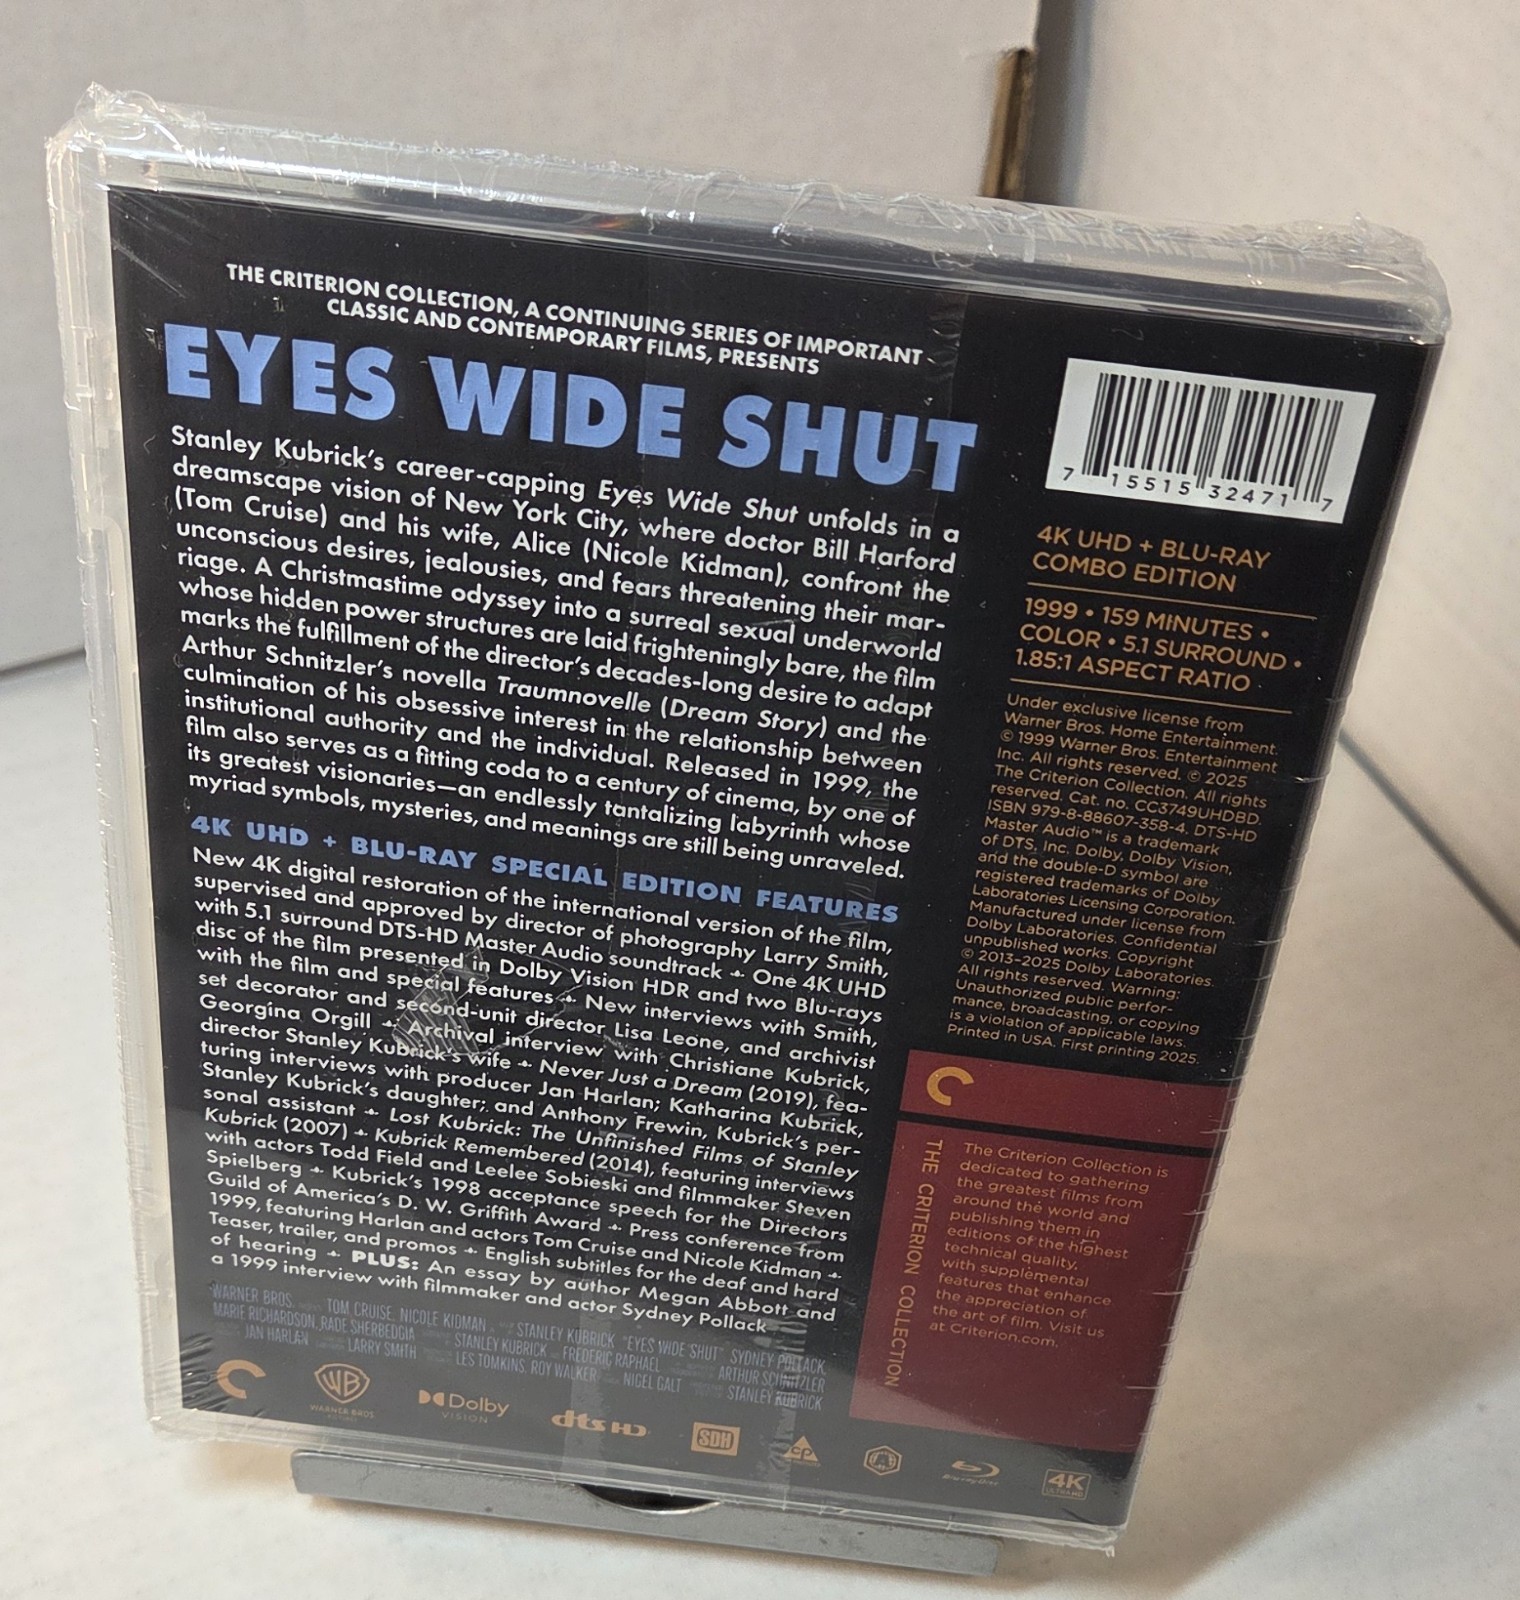 THE CRITERION COLLECTION, A CONTINUING SERIES OF IMPORTANT
CLASSIC AND CONTEMPORARY FILMS, PRESENTS
EYES WIDE SHUT
Stanley Kubrick's career-capping Eyes Wide Shut unfolds in a
dreamscape vision of New York City, where doctor Bill Harford
(Tom Cruise) and his wife, Alice (Nicole Kidman), confront the
unconscious desires, jealousies, and fears threatening their mar-
riage. A Christmastime odyssey into a surreal sexual underworld
whose hidden power structures are laid frighteningly bare, the film
marks the fulfillment of the director's decades-long desire to adapt
Arthur Schnitzler's novella Traumnovelle (Dream Story) and the
culmination of his obsessive interest in the relationship between
institutional authority and the individual. Released in 1999, the
film also serves as a fitting coda to a century of cinema, by one of
its greatest visionaries—an endlessly tantalizing labyrinth whose
myriad symbols, mysteries, and meanings are still being unraveled.
4K UHD + BLU-RAY SPECIAL EDITION FEATURES
New 4K digital restoration of the international version of the film,
supervised and approved by director of photography Larry Smith,
with 5.1 surround DTS-HD Master Audio soundtrack • One 4K UHD
disc of the film presented in Dolby Vision HDR and two Blu-rays
with the film and special features • New interviews with Smith,
set decorator and second-unit director Lisa Leone, and archivist
Georgina Orgill • Archival interview with Christiane Kubrick,
director Stanley Kubrick's wife • Never Just a Dream (2019), fea-
turing interviews with producer Jan Harlan; Katharina Kubrick,
Stanley Kubrick's daughter; and Anthony Frewin, Kubrick's per-
sonal assistant • Lost Kubrick: The Unfinished Films of Stanley
Kubrick (2007) • Kubrick Remembered (2014), featuring interviews
with actors Todd Field and Leelee Sobieski and filmmaker Steven
Spielberg • Kubrick's 1998 acceptance speech for the Directors
Guild of America's D. W. Griffith Award • Press conference from
1999, featuring Harlan and actors Tom Cruise and Nicole Kidman •
Teaser, trailer, and promos • English subtitles for the deaf and hard
of hearing • PLUS: An essay by author Megan Abbott and
a 1999 interview with filmmaker and actor Sydney Pollack
WARNER BROS. TOM CRUISE NICOLE KIDMAN STANLEY KUBRICK "EYES WIDE SHUT" SYDNEY POLLACK
MARIE RICHARDSON, RADE SHERBEDGIA STANLEY KUBRICK FREDERIC RAPHAEL ARTHUR SCHNITZLER
JAN HARLAN LARRY SMITH LES TOMKINS, ROY WALKER NIGEL GALT STANLEY KUBRICK
WB
WARNER BROS.
Dolby
VISION
dts HD
SDH
CP
Blu-ray Disc
4K
ULTRA HD
7 15515 32471 7
4K UHD + BLU-RAY
COMBO EDITION
1999 • 159 MINUTES •
COLOR • 5.1 SURROUND •
1.85:1 ASPECT RATIO
Under exclusive license from
Warner Bros. Home Entertainment.
© 1999 Warner Bros. Entertainment
Inc. All rights reserved. © 2025
The Criterion Collection. All rights
reserved. Cat. no. CC3749UHDBD.
ISBN 979-8-88607-358-4. DTS-HD
Master Audio™ is a trademark
of DTS, Inc. Dolby, Dolby Vision,
and the double-D symbol are
registered trademarks of Dolby
Laboratories Licensing Corporation.
Manufactured under license from
Dolby Laboratories. Confidential
unpublished works. Copyright
© 2013–2025 Dolby Laboratories.
All rights reserved. Warning:
Unauthorized public perfor-
mance, broadcasting, or copying
is a violation of applicable laws.
Printed in USA. First printing 2025.
THE CRITERION COLLECTION
The Criterion Collection is
dedicated to gathering
the greatest films from
around the world and
publishing them in
editions of the highest
technical quality,
with supplemental
features that enhance
the appreciation of
the art of film. Visit us
at Criterion.com.